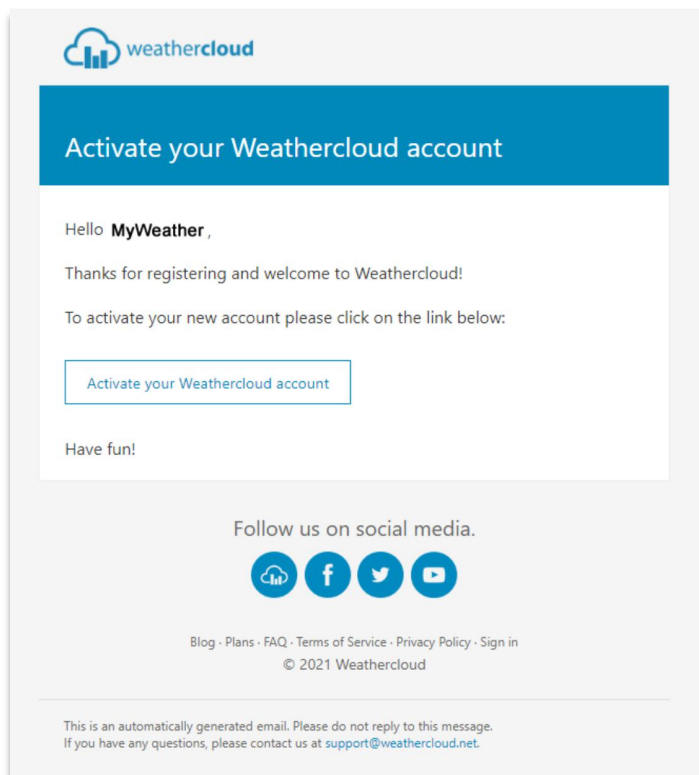 weathercloud
Activate your Weathercloud account
Hello MyWeather ,
Thanks for registering and welcome to Weathercloud!
To activate your new account please click on the link below:
Activate your Weathercloud account
Have fun!
Follow us on social media.
Blog · Plans · FAQ · Terms of Service · Privacy Policy · Sign in
© 2021 Weathercloud
This is an automatically generated email. Please do not reply to this message.
If you have any questions, please contact us at support@weathercloud.net.